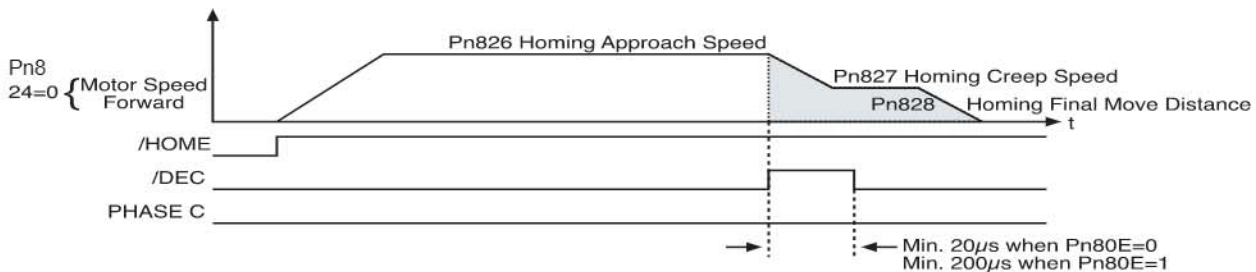 Pn826 Homing Approach Speed
Pn8
24=0 { Motor Speed
Forward
Pn827 Homing Creep Speed
Pn828 Homing Final Move Distance
t
/HOME
/DEC
PHASE C
Min. 20µs when Pn80E=0
Min. 200µs when Pn80E=1